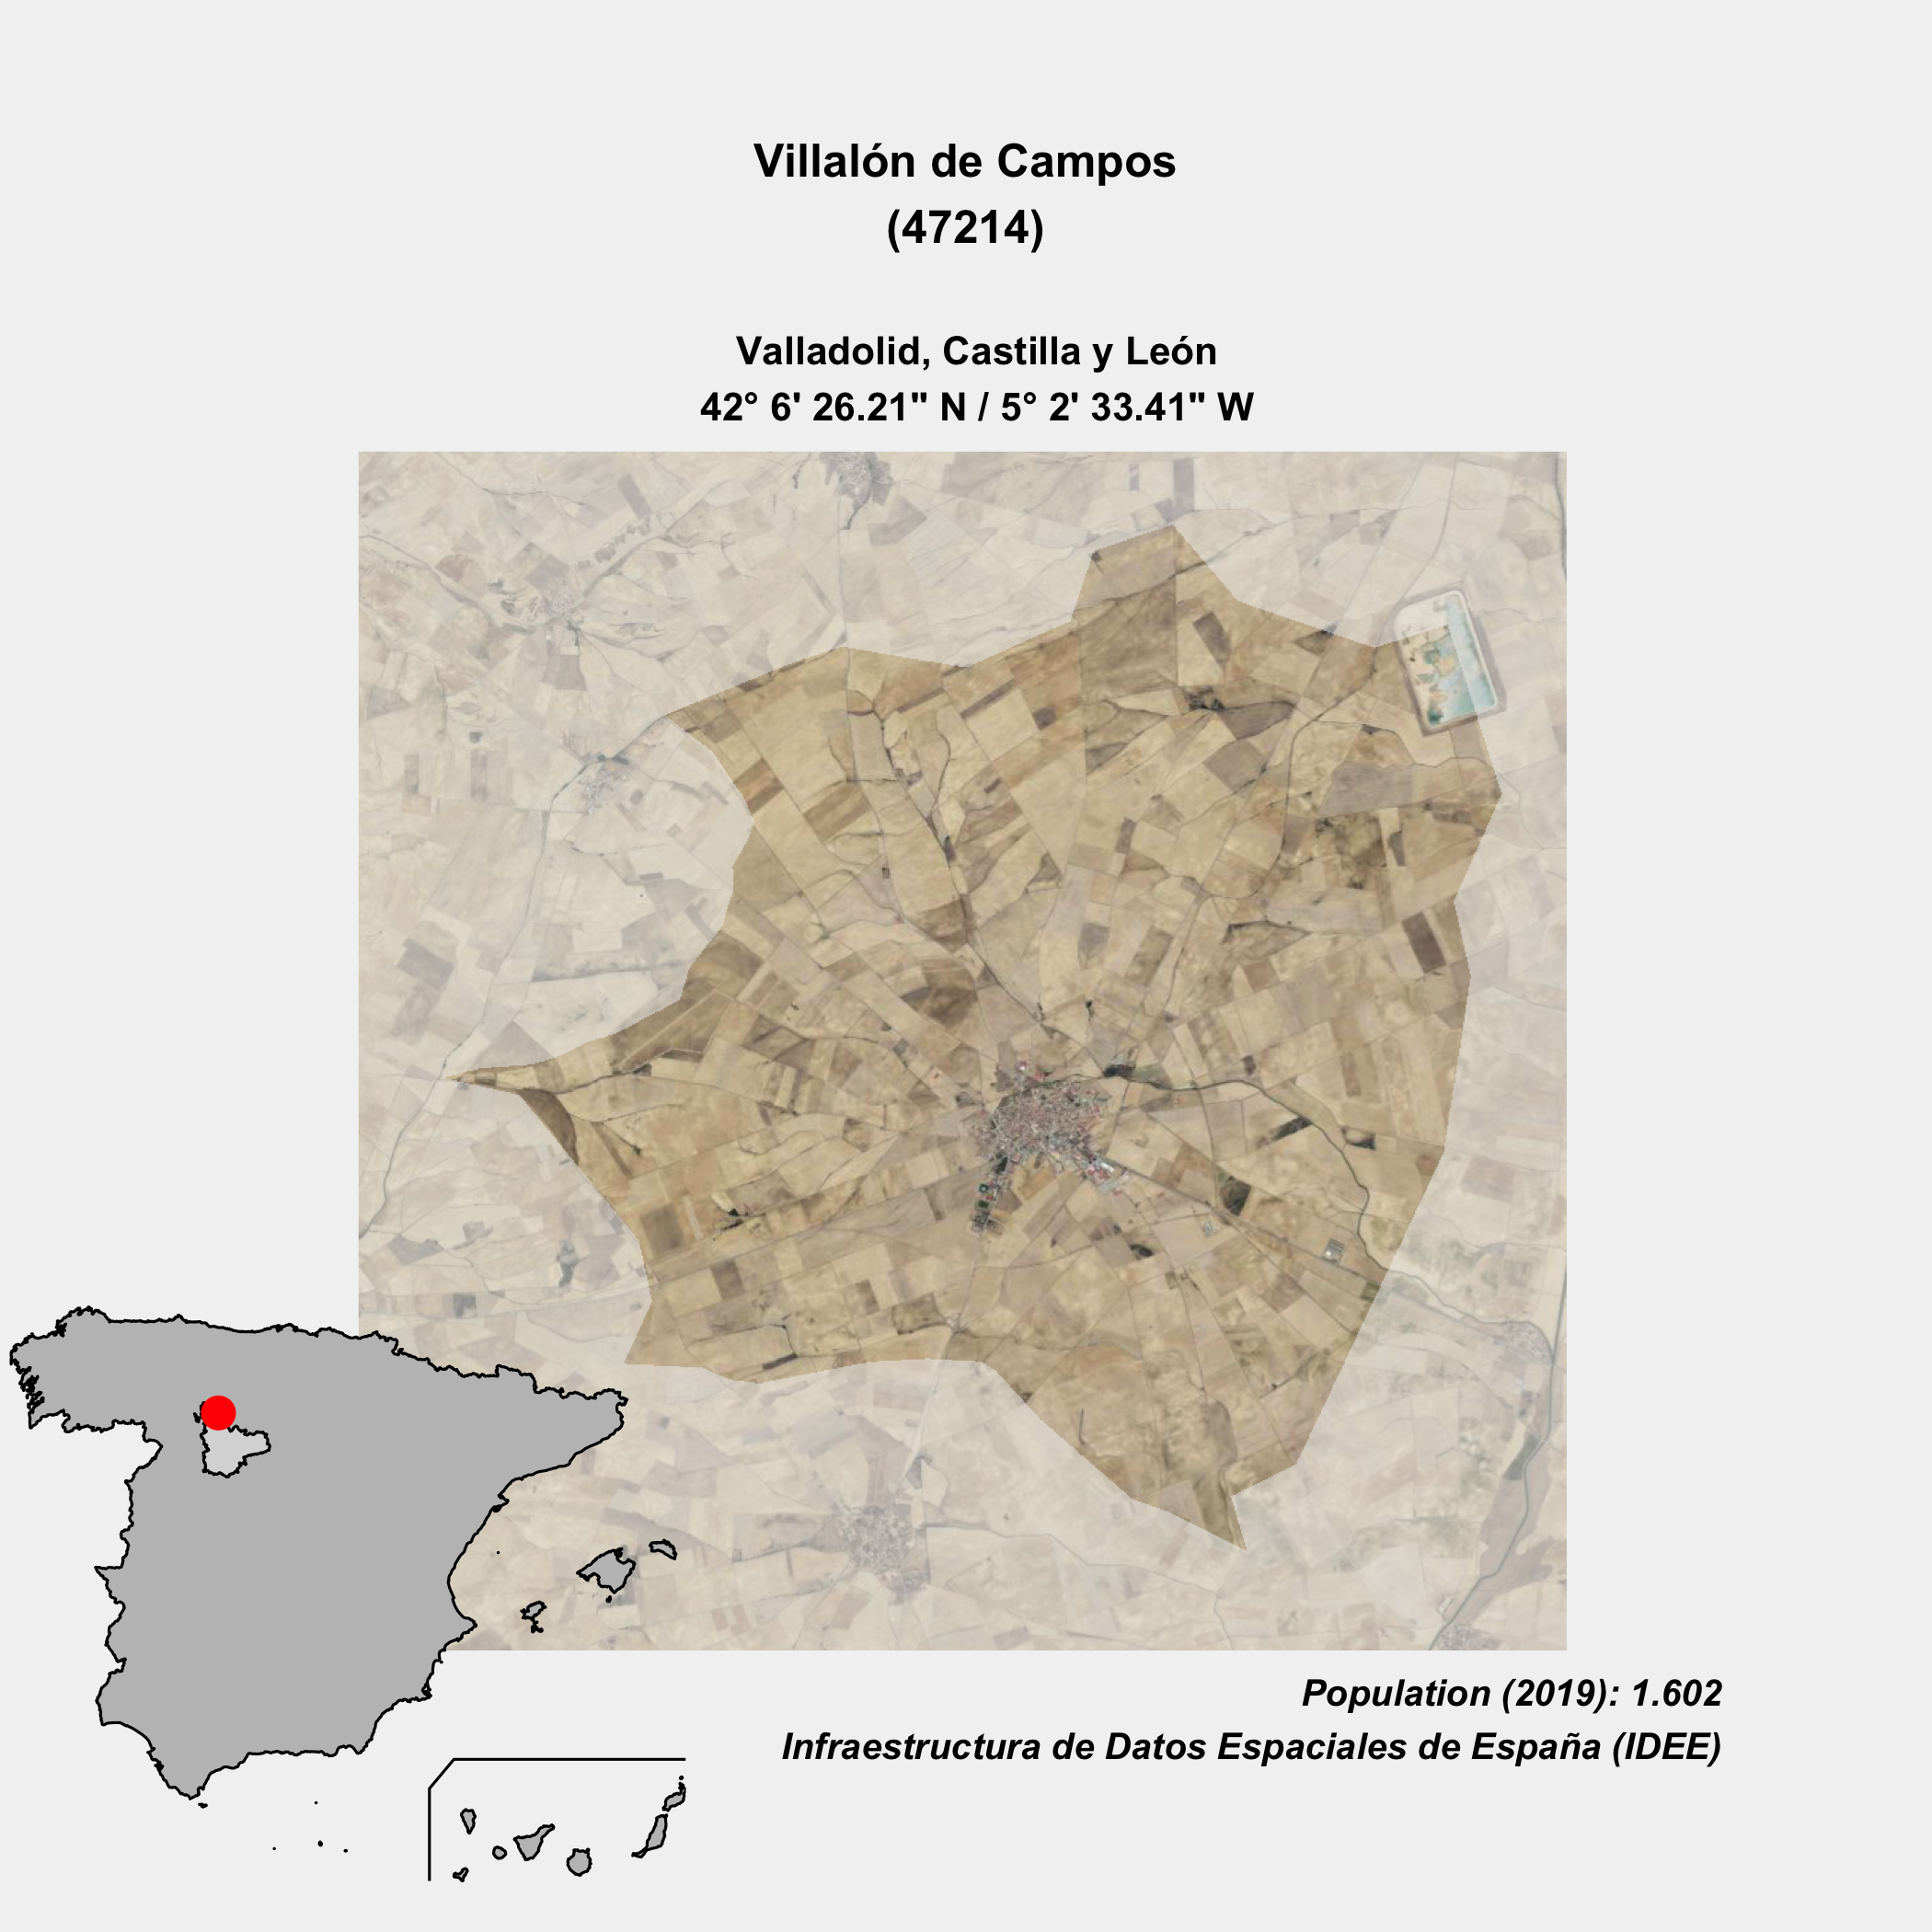 Villalón de Campos
(47214)
Valladolid, Castilla y León
42° 6' 26.21" N / 5° 2' 33.41" W
Population (2019): 1.602
Infraestructura de Datos Espaciales de España (IDEE)